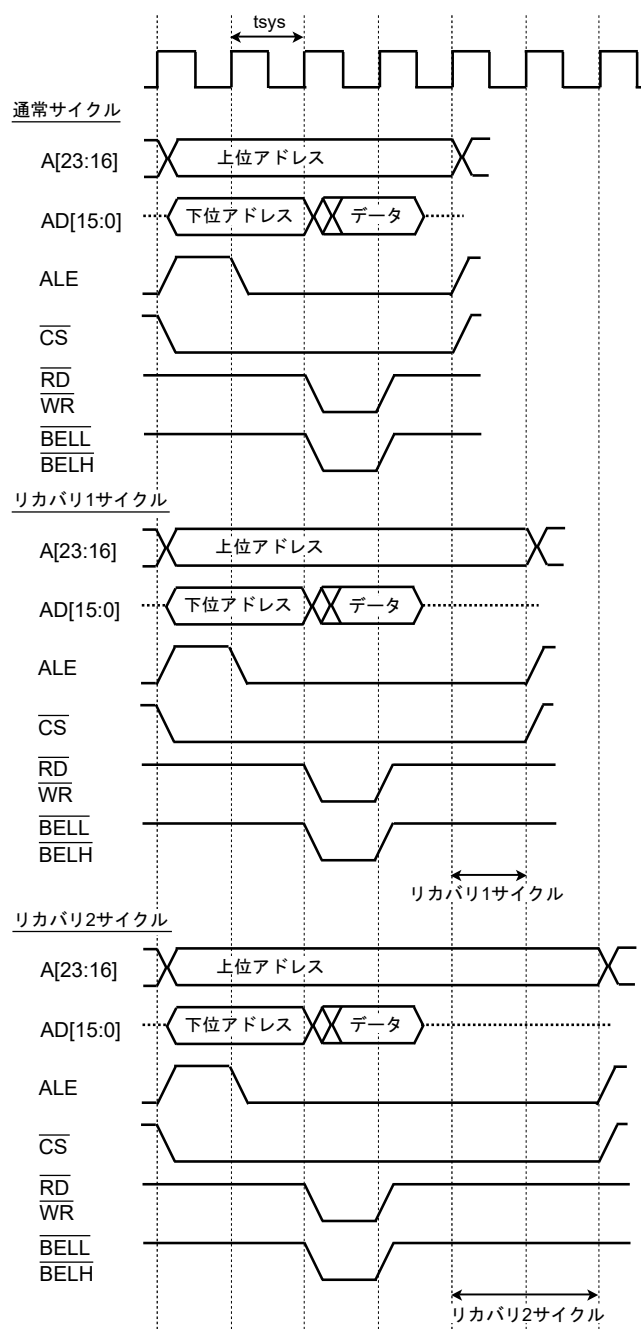 tsys
通常サイクル
A[23:16]
上位アドレス
AD[15:0]
下位アドレス
データ
ALE
CS
RD
WR
BELL
BELH
リカバリ1サイクル
A[23:16]
上位アドレス
AD[15:0]
下位アドレス
データ
ALE
CS
RD
WR
BELL
BELH
リカバリ1サイクル
リカバリ2サイクル
A[23:16]
上位アドレス
AD[15:0]
下位アドレス
データ
ALE
CS
RD
WR
BELL
BELH
リカバリ2サイクル